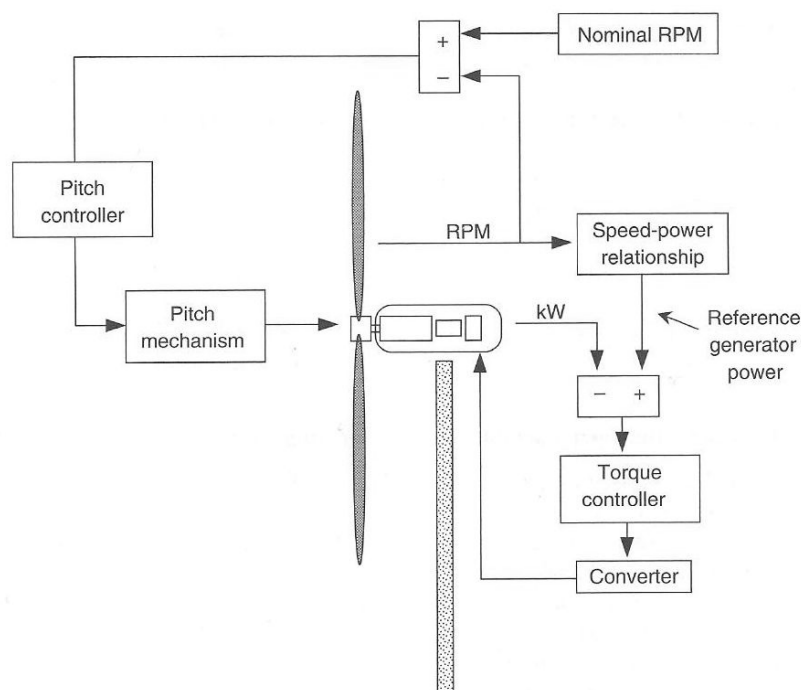 +
−
Nominal RPM
Pitch
controller
RPM
Speed-power
relationship
Pitch
mechanism
kW
Reference
generator
power
− +
Torque
controller
Converter